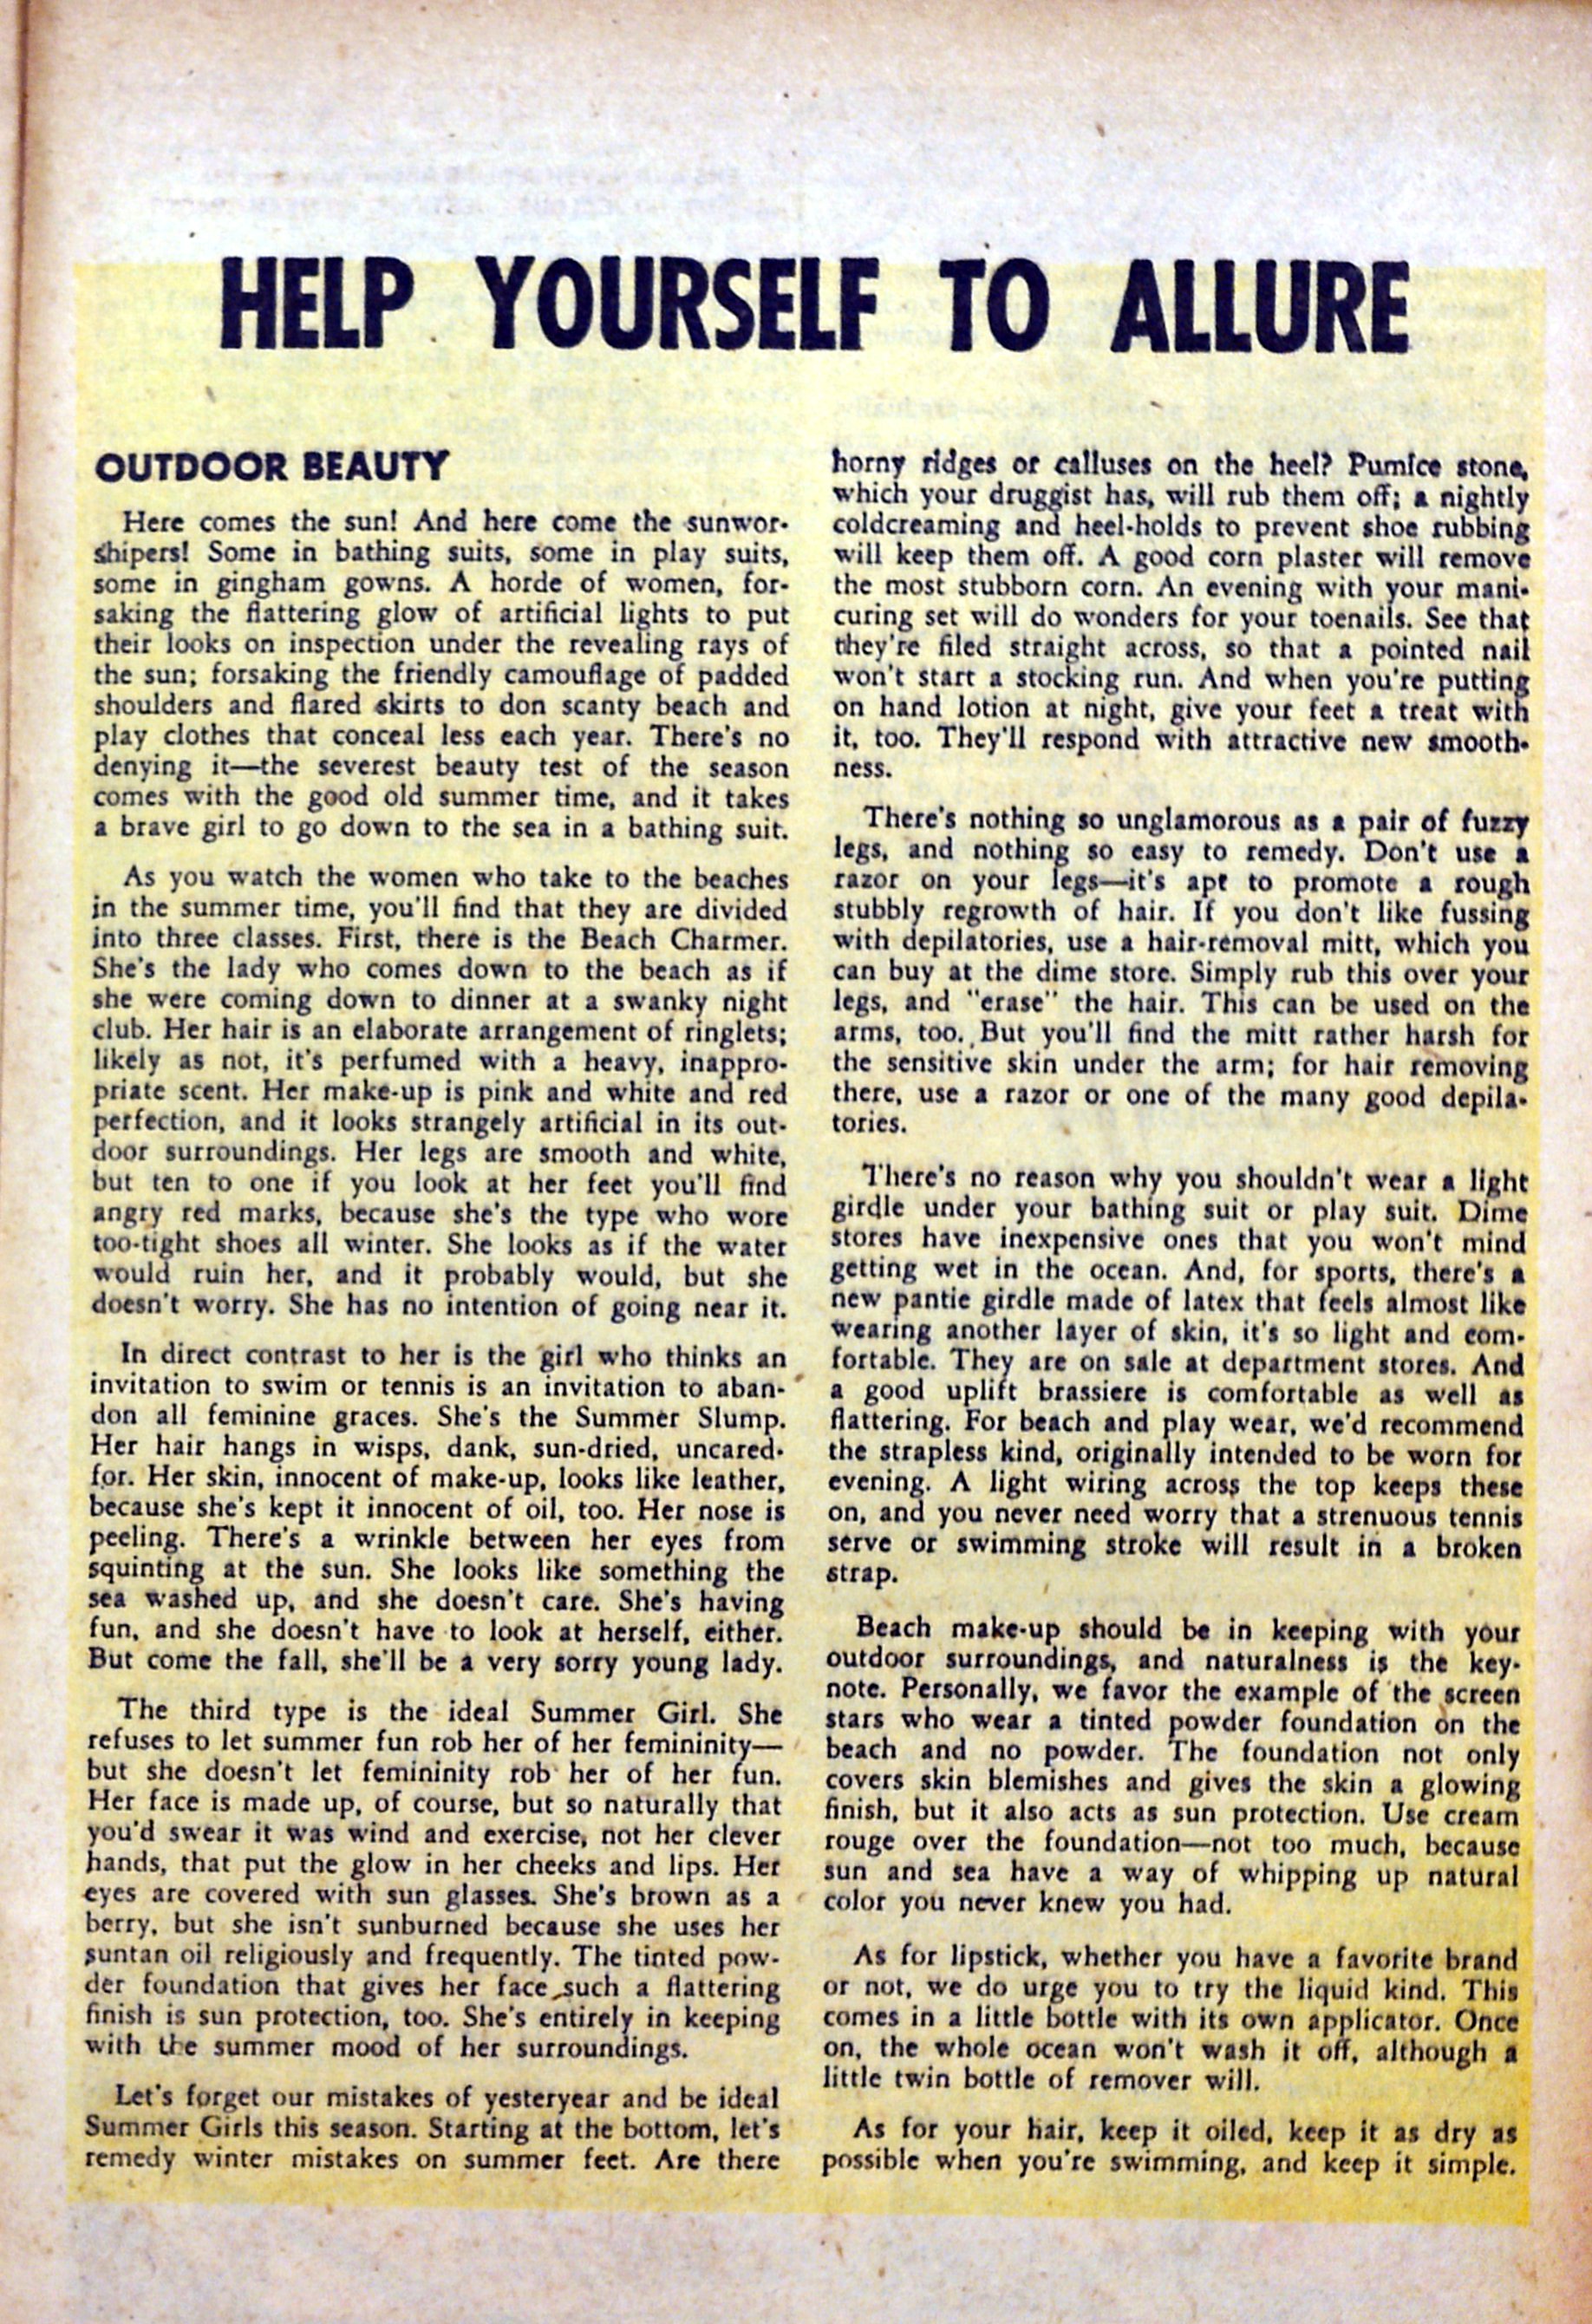 HELP YOURSELF TO ALLURE
OUTDOOR BEAUTY
Here comes the sun! And here come the sunwor-
shipers! Some in bathing suits, some in play suits,
some in gingham gowns. A horde of women, for-
saking the flattering glow of artificial lights to put
their looks on inspection under the revealing rays of
the sun; forsaking the friendly camouflage of padded
shoulders and flared skirts to don scanty beach and
play clothes that conceal less each year. There's no
denying it—the severest beauty test of the season
comes with the good old summer time, and it takes
a brave girl to go down to the sea in a bathing suit.
As you watch the women who take to the beaches
in the summer time, you'll find that they are divided
into three classes. First, there is the Beach Charmer.
She's the lady who comes down to the beach as if
she were coming down to dinner at a swanky night
club. Her hair is an elaborate arrangement of ringlets;
likely as not, it's perfumed with a heavy, inappro-
priate scent. Her make-up is pink and white and red
perfection, and it looks strangely artificial in its out-
door surroundings. Her legs are smooth and white,
but ten to one if you look at her feet you'll find
angry red marks, because she's the type who wore
too-tight shoes all winter. She looks as if the water
would ruin her, and it probably would, but she
doesn't worry. She has no intention of going near it.
In direct contrast to her is the girl who thinks an
invitation to swim or tennis is an invitation to aban-
don all feminine graces. She's the Summer Slump.
Her hair hangs in wisps, dank, sun-dried, uncared-
for. Her skin, innocent of make-up, looks like leather,
because she's kept it innocent of oil, too. Her nose is
peeling. There's a wrinkle between her eyes from
squinting at the sun. She looks like something the
sea washed up, and she doesn't care. She's having
fun, and she doesn't have to look at herself, either.
But come the fall, she'll be a very sorry young lady.
The third type is the ideal Summer Girl. She
refuses to let summer fun rob her of her femininity—
but she doesn't let femininity rob her of her fun.
Her face is made up, of course, but so naturally that
you'd swear it was wind and exercise, not her clever
hands, that put the glow in her cheeks and lips. Her
eyes are covered with sun glasses. She's brown as a
berry, but she isn't sunburned because she uses her
suntan oil religiously and frequently. The tinted pow-
der foundation that gives her face such a flattering
finish is sun protection, too. She's entirely in keeping
with the summer mood of her surroundings.
Let's forget our mistakes of yesteryear and be ideal
Summer Girls this season. Starting at the bottom, let's
remedy winter mistakes on summer feet. Are there
horny ridges or calluses on the heel? Pumice stone,
which your druggist has, will rub them off; a nightly
coldcreaming and heel-holds to prevent shoe rubbing
will keep them off. A good corn plaster will remove
the most stubborn corn. An evening with your mani-
curing set will do wonders for your toenails. See that
they're filed straight across, so that a pointed nail
won't start a stocking run. And when you're putting
on hand lotion at night, give your feet a treat with
it, too. They'll respond with attractive new smooth-
ness.
There's nothing so unglamorous as a pair of fuzzy
legs, and nothing so easy to remedy. Don't use a
razor on your legs—it's apt to promote a rough
stubbly regrowth of hair. If you don't like fussing
with depilatories, use a hair-removal mitt, which you
can buy at the dime store. Simply rub this over your
legs, and "erase" the hair. This can be used on the
arms, too. But you'll find the mitt rather harsh for
the sensitive skin under the arm; for hair removing
there, use a razor or one of the many good depila-
tories.
There's no reason why you shouldn't wear a light
girdle under your bathing suit or play suit. Dime
stores have inexpensive ones that you won't mind
getting wet in the ocean. And, for sports, there's a
new pantie girdle made of latex that feels almost like
wearing another layer of skin, it's so light and com-
fortable. They are on sale at department stores. And
a good uplift brassiere is comfortable as well as
flattering. For beach and play wear, we'd recommend
the strapless kind, originally intended to be worn for
evening. A light wiring across the top keeps these
on, and you never need worry that a strenuous tennis
serve or swimming stroke will result in a broken
strap.
Beach make-up should be in keeping with your
outdoor surroundings, and naturalness is the key-
note. Personally, we favor the example of the screen
stars who wear a tinted powder foundation on the
beach and no powder. The foundation not only
covers skin blemishes and gives the skin a glowing
finish, but it also acts as sun protection. Use cream
rouge over the foundation—not too much, because
sun and sea have a way of whipping up natural
color you never knew you had.
As for lipstick, whether you have a favorite brand
or not, we do urge you to try the liquid kind. This
comes in a little bottle with its own applicator. Once
on, the whole ocean won't wash it off, although a
little twin bottle of remover will.
As for your hair, keep it oiled, keep it as dry as
possible when you're swimming, and keep it simple.